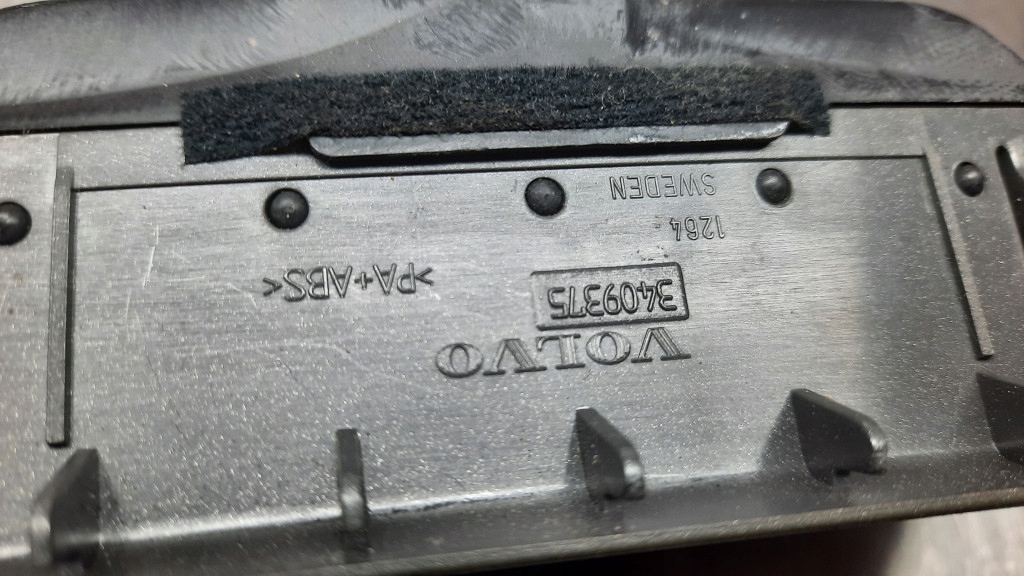 VOLVO
3409375
>PA+ABS<
1264
SWEDEN